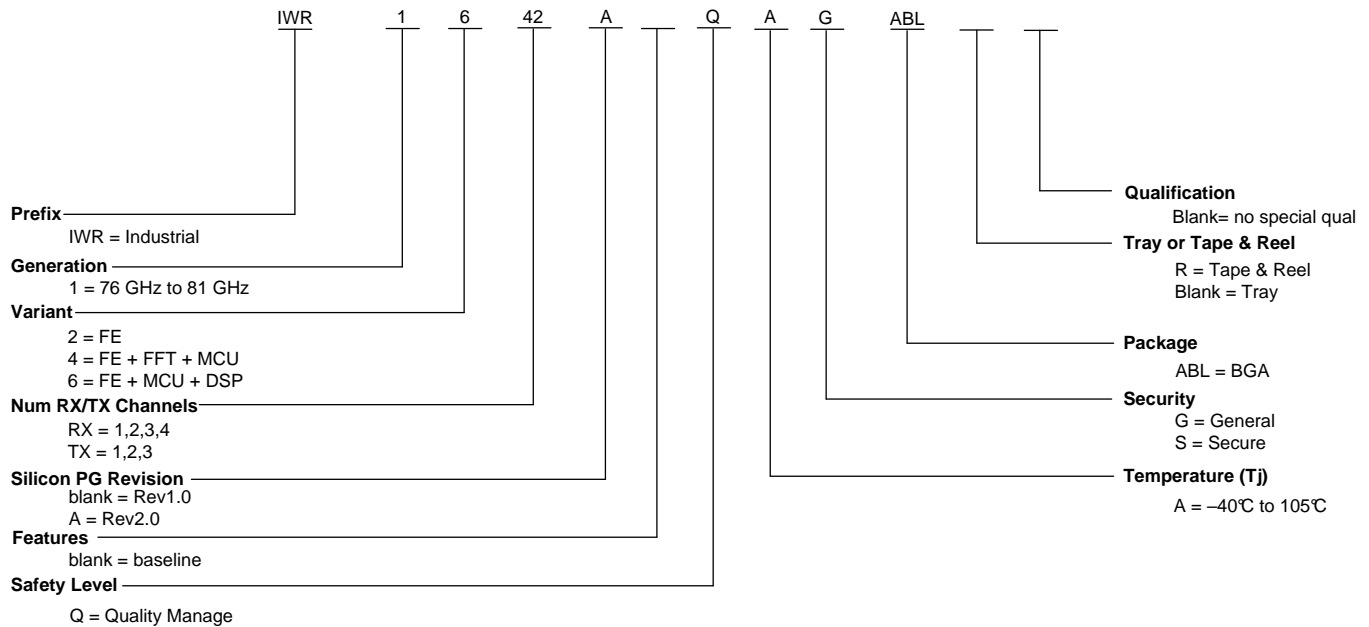 IWR 1 6 42 A Q A G ABL
Prefix
IWR = Industrial
Generation
1 = 76 GHz to 81 GHz
Variant
2 = FE
4 = FE + FFT + MCU
6 = FE + MCU + DSP
Num RX/TX Channels
RX = 1,2,3,4
TX = 1,2,3
Silicon PG Revision
blank = Rev1.0
A = Rev2.0
Features
blank = baseline
Safety Level
Q = Quality Manage
Qualification
Blank= no special qual
Tray or Tape & Reel
R = Tape & Reel
Blank = Tray
Package
ABL = BGA
Security
G = General
S = Secure
Temperature (Tj)
A = –40°C to 105°C